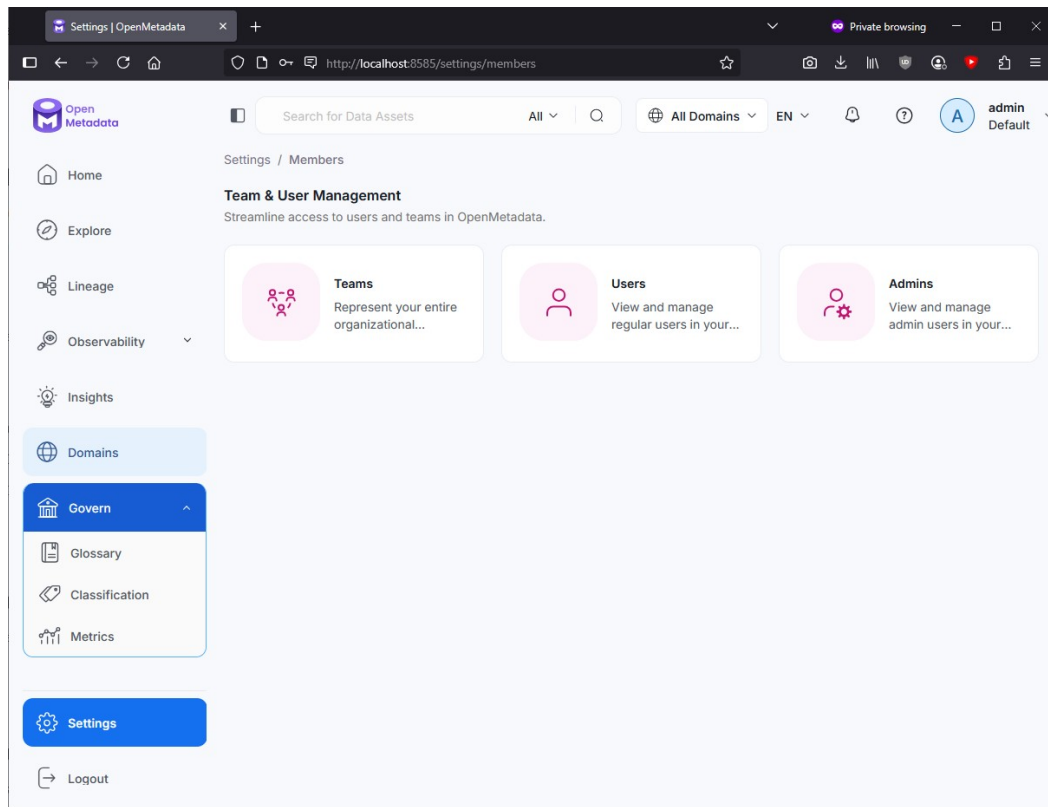 Settings | OpenMetadata
Private browsing
http://localhost:8585/settings/members
Open
Metadata
Search for Data Assets
All
All Domains
EN
A
admin
Default
Home
Explore
Lineage
Observability
Insights
Domains
Govern
Glossary
Classification
Metrics
Settings
Logout
Settings / Members
Team & User Management
Streamline access to users and teams in OpenMetadata.
Teams
Represent your entire
organizational...
Users
View and manage
regular users in your...
Admins
View and manage
admin users in your...